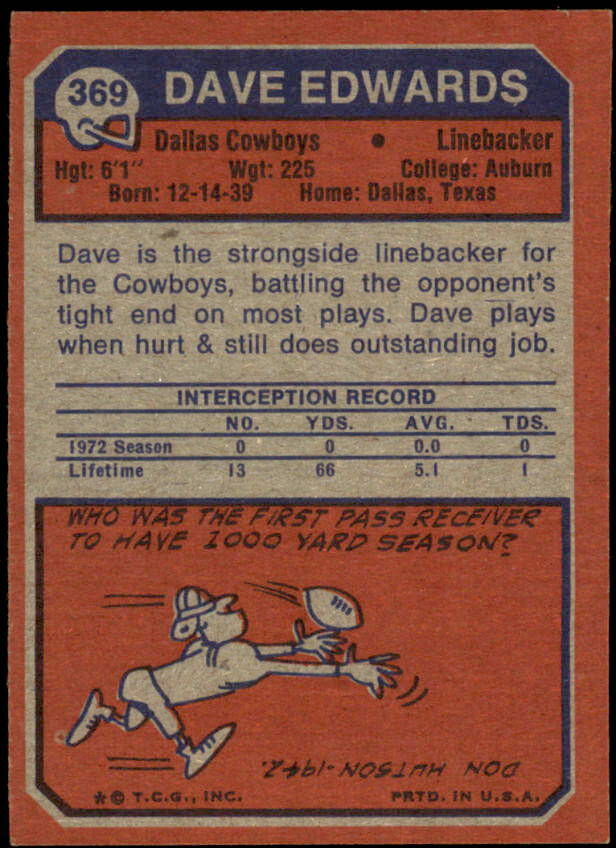 369 DAVE EDWARDS
Dallas Cowboys • Linebacker
Hgt: 6'1" Wgt: 225 College: Auburn
Born: 12-14-39 Home: Dallas, Texas
Dave is the strongside linebacker for
the Cowboys, battling the opponent's
tight end on most plays. Dave plays
when hurt & still does outstanding job.
INTERCEPTION RECORD
NO. YDS. AVG. TDS.
1972 Season 0 0 0.0 0
Lifetime 13 66 5.1 1
WHO WAS THE FIRST PASS RECEIVER
TO HAVE 1000 YARD SEASON?
DON HUTSON-1942.
*© T.C.G., INC. PRTD. IN U.S.A.